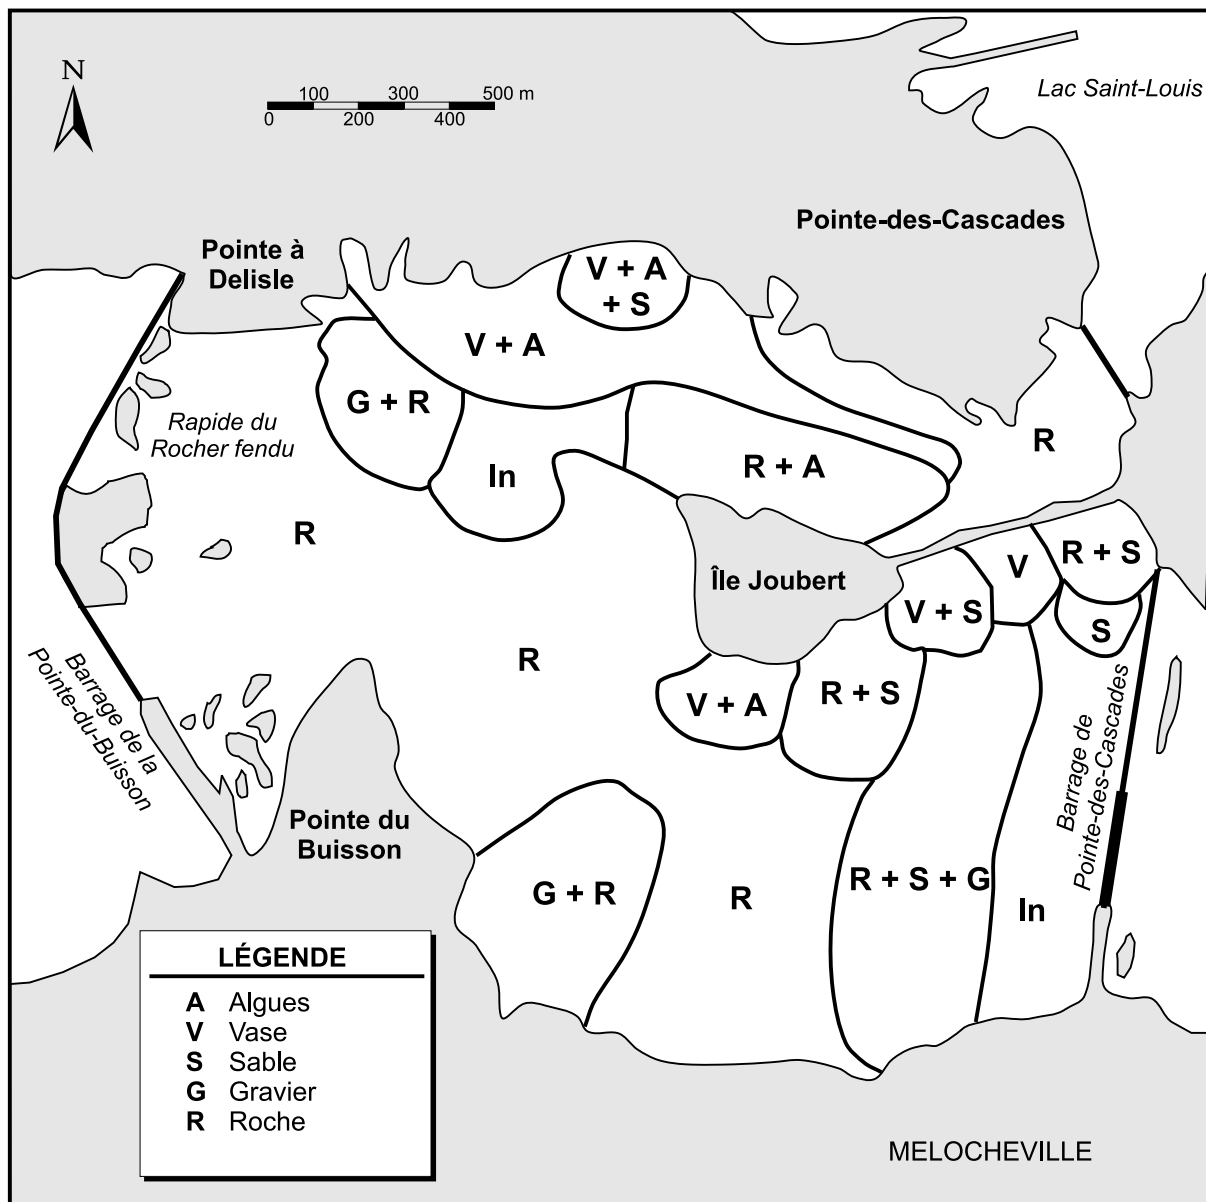 N
100 300 500 m
0 200 400
Lac Saint-Louis
Pointe-des-Cascades
Pointe à
Delisle
V + A
+ S
V + A
G + R
Rapide du
Rocher fendu
R
R + A
In
R
R + S
V
Île Joubert
V + S
S
R
Barrage de la
Pointe-du-Buisson
V + A
R + S
Barrage de
Pointe-des-Cascades
Pointe du
Buisson
G + R
R
R + S + G
In
LÉGENDE
A Algues
V Vase
S Sable
G Gravier
R Roche
MELOCHEVILLE